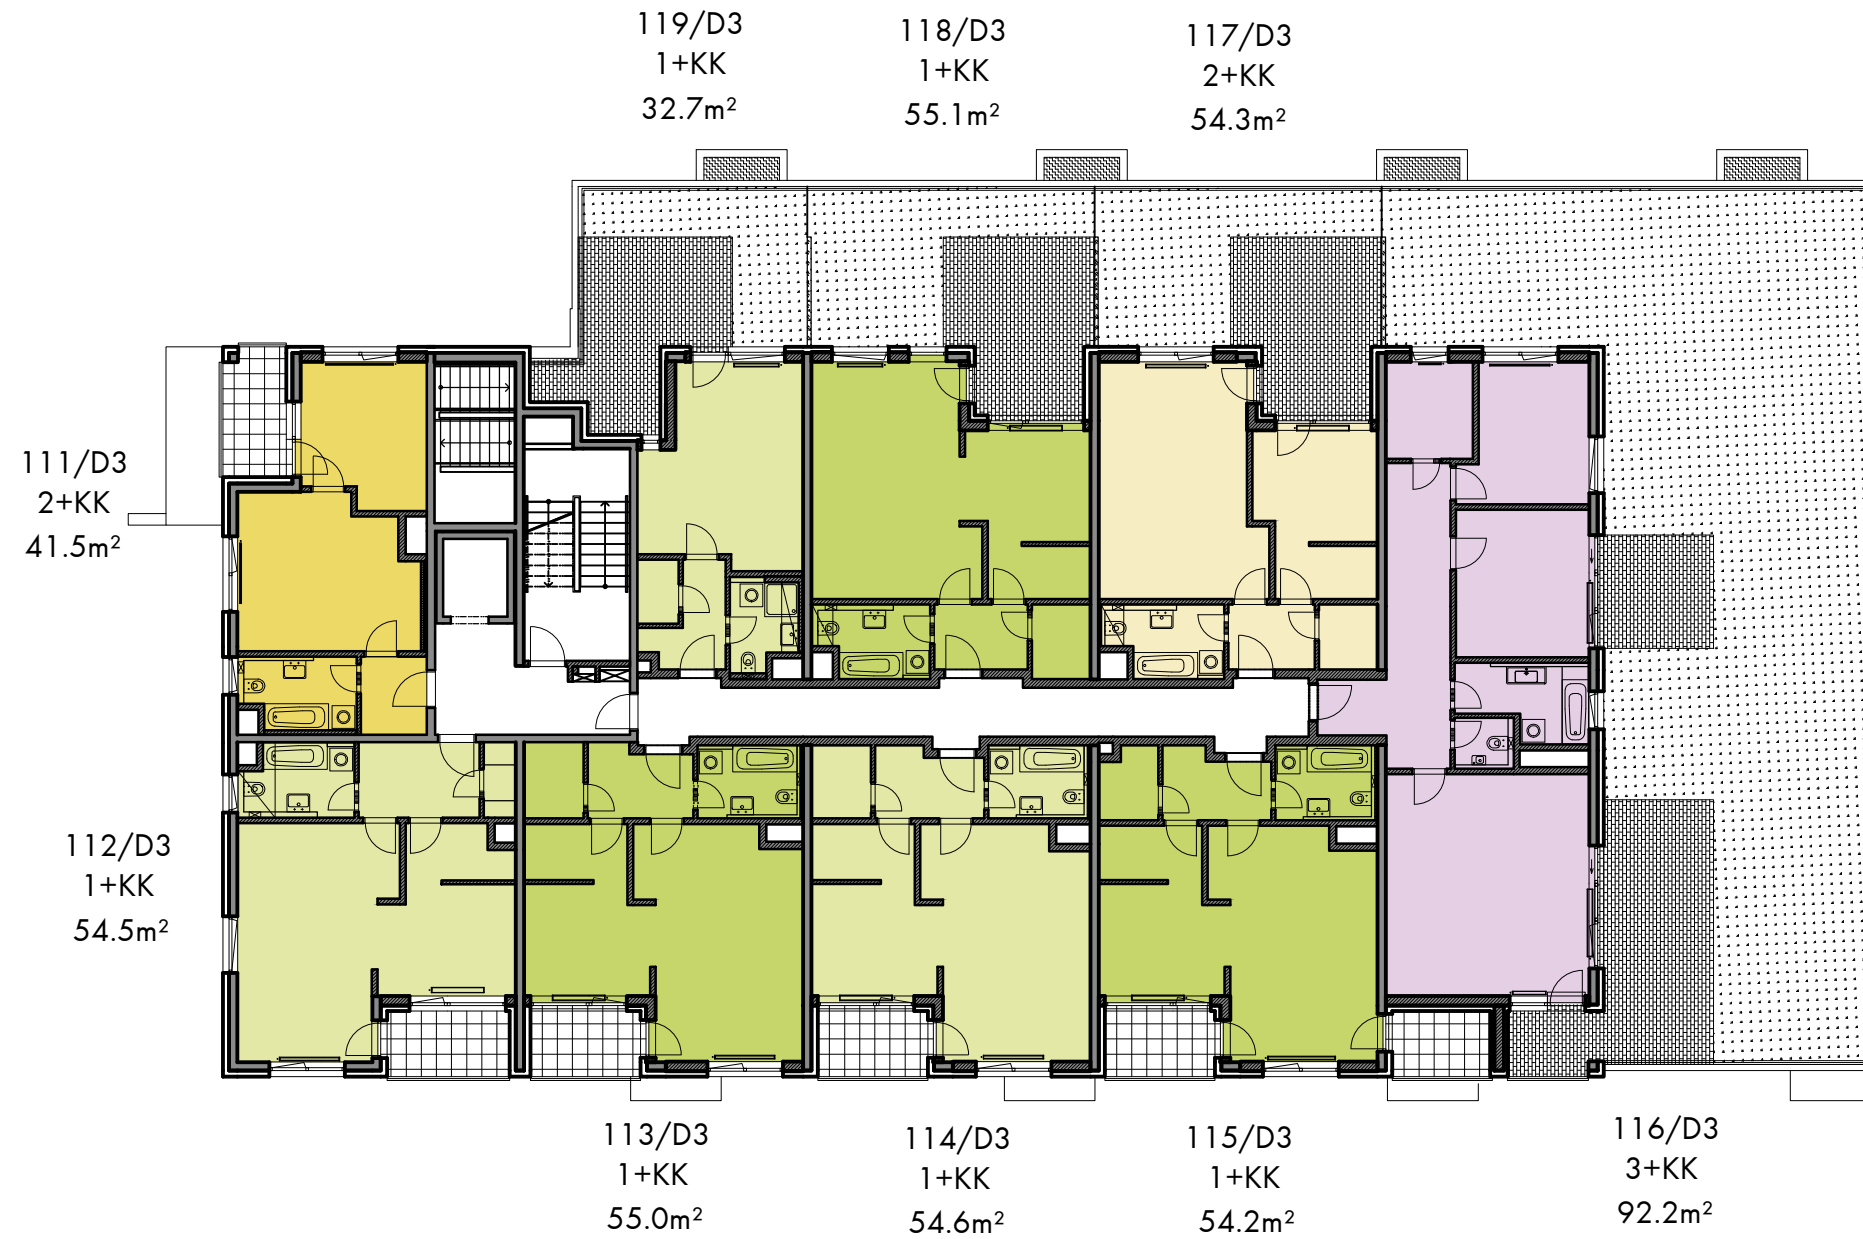 119/D3
1+KK
32.7m²
118/D3
1+KK
55.1m²
117/D3
2+KK
54.3m²
111/D3
2+KK
41.5m²
112/D3
1+KK
54.5m²
113/D3
1+KK
55.0m²
114/D3
1+KK
54.6m²
115/D3
1+KK
54.2m²
116/D3
3+KK
92.2m²